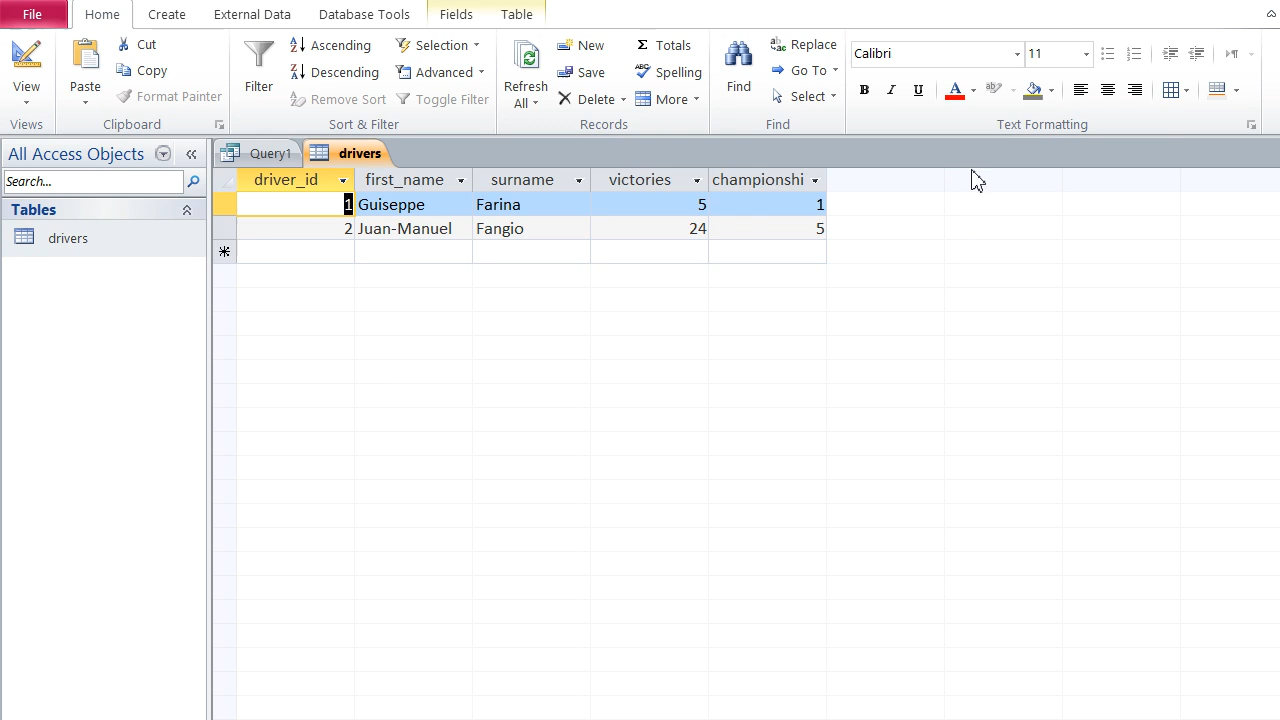 File Home Create External Data Database Tools Fields Table
View Paste Cut Copy Format Painter Filter Ascending Descending Remove Sort Selection Advanced Toggle Filter Refresh All New Save Delete Totals Spelling More Find Replace Go To Select Calibri 11 B I U A
Views Clipboard Sort & Filter Records Find Text Formatting
All Access Objects Query1 drivers
Search... driver_id first_name surname victories championshi
1 Guiseppe Farina 5 1
Tables
drivers 2 Juan-Manuel Fangio 24 5